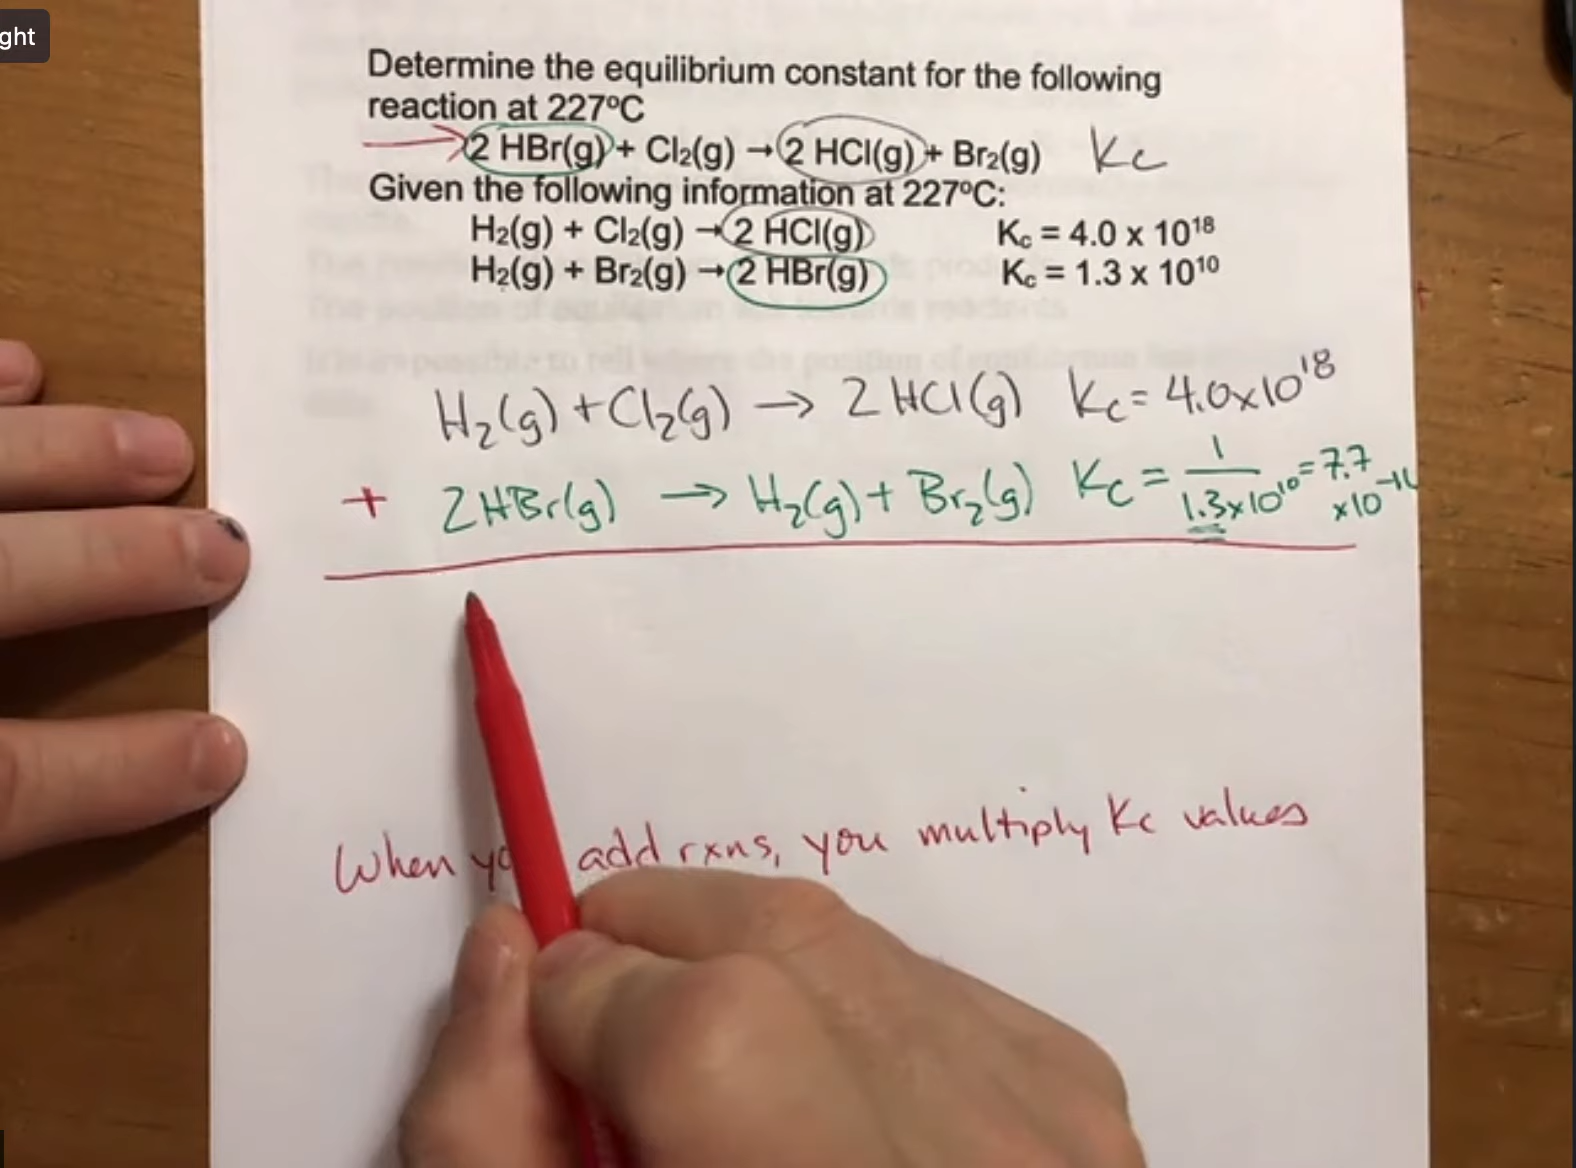 ght
Determine the equilibrium constant for the following
reaction at 227°C
2 HBr(g) + Cl₂(g) → 2 HCl(g) + Br₂(g) Kc
Given the following information at 227°C:
H₂(g) + Cl₂(g) → 2 HCl(g) Kc = 4.0 x 10¹⁸
H₂(g) + Br₂(g) → 2 HBr(g) Kc = 1.3 x 10¹⁰
H₂(g) + Cl₂(g) → 2 HCl(g) Kc = 4.0x10¹⁸
+ 2HBr(g) → H₂(g) + Br₂(g) Kc = 1/1.3x10¹⁰ = 7.7 x10⁻¹¹
When add rxns, you multiply Kc values